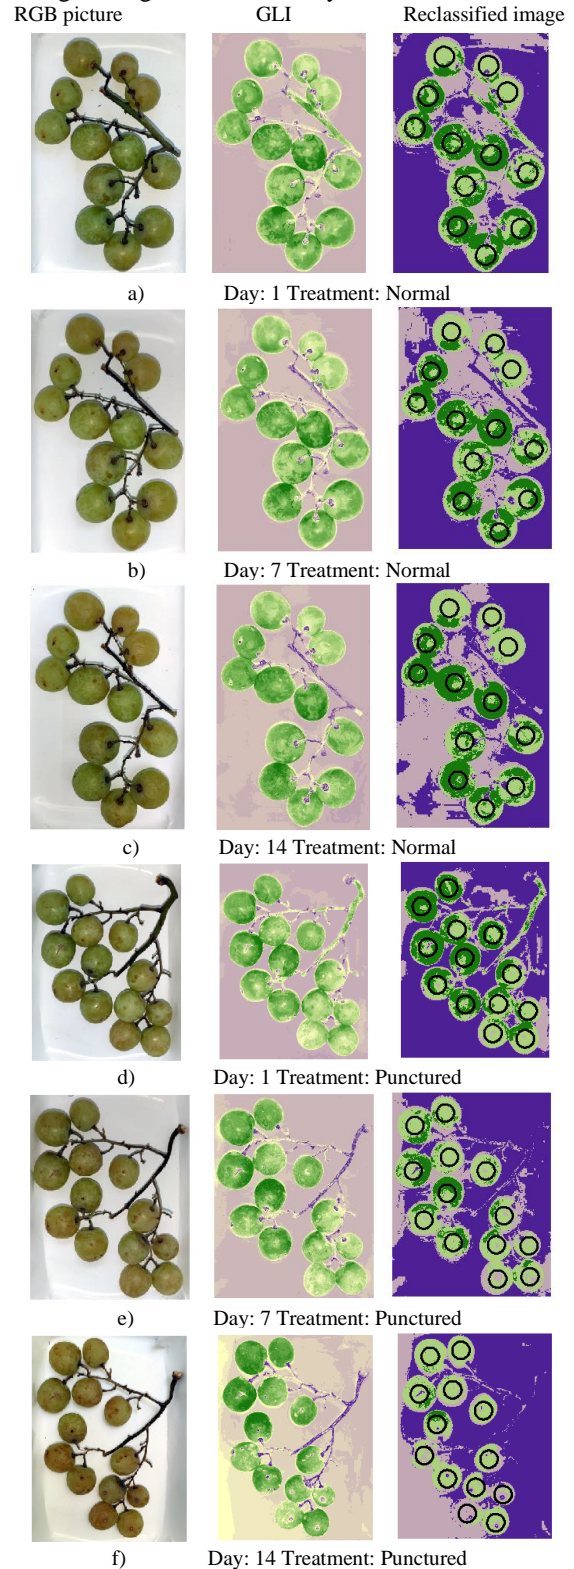 RGB picture GLI Reclassified image
a) Day: 1 Treatment: Normal
b) Day: 7 Treatment: Normal
c) Day: 14 Treatment: Normal
d) Day: 1 Treatment: Punctured
e) Day: 7 Treatment: Punctured
f) Day: 14 Treatment: Punctured